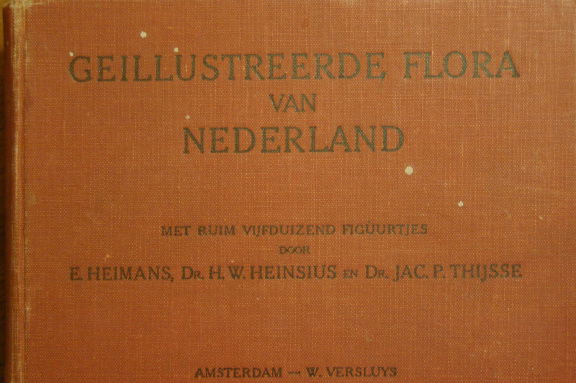 GEILLUSTREERDE FLORA
VAN
NEDERLAND
MET RUIM VIJFDUIZEND FIGUURTJES
DOOR
E. HEIMANS, DR. H. W. HEINSIUS EN DR. JAC. P. THIJSSE
AMSTERDAM — W. VERSLUYS